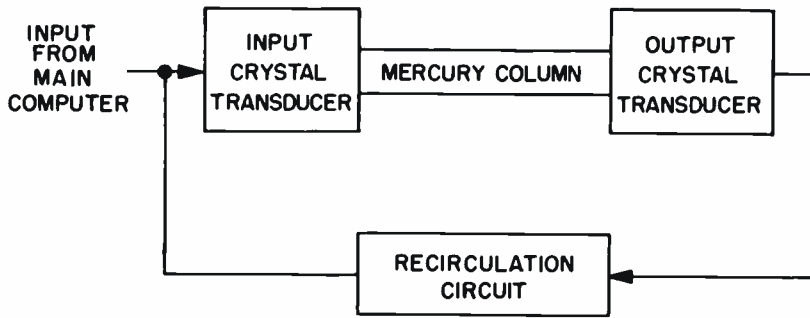 INPUT
FROM
MAIN
COMPUTER
INPUT
CRYSTAL
TRANSDUCER
MERCURY COLUMN
OUTPUT
CRYSTAL
TRANSDUCER
RECIRCULATION
CIRCUIT